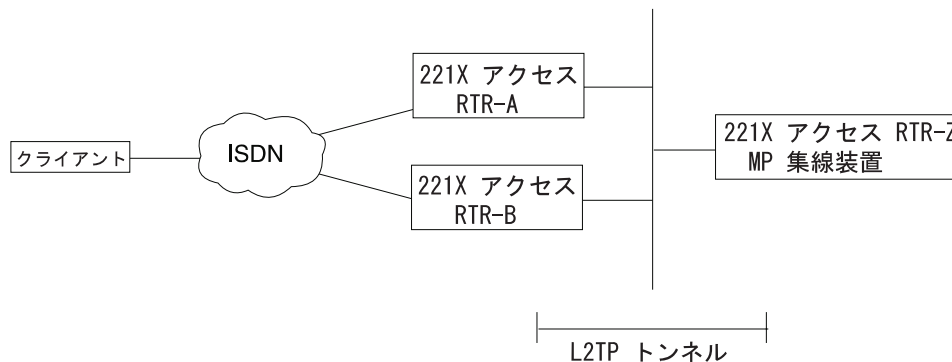 221X アクセス
RTR-A
クライアント
ISDN
221X アクセス RTR-Z
MP 集線装置
221X アクセス
RTR-B
L2TP トンネル